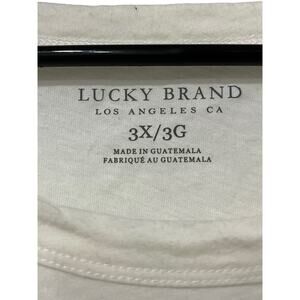 LUCKY BRAND
LOS ANGELES CA
3X/3G
MADE IN GUATEMALA
FABRIQUÉ AU GUATEMALA